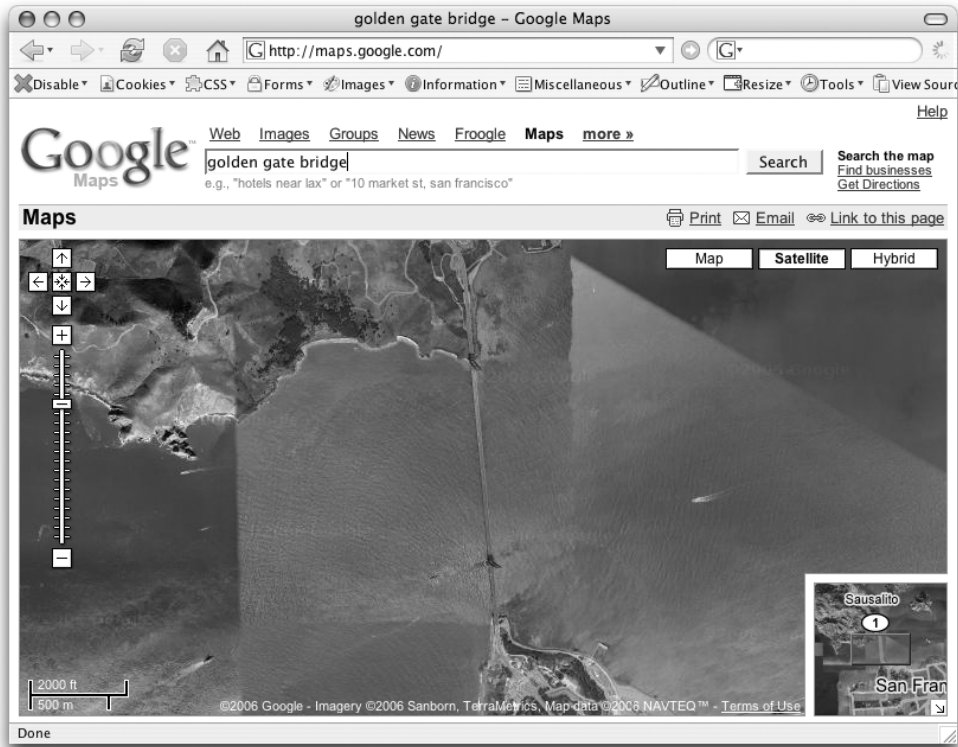 golden gate bridge – Google Maps
G http://maps.google.com/ G
Disable Cookies CSS Forms Images Information Miscellaneous Outline Resize Tools View Sourc
Help
Google Maps
Web Images Groups News Froogle Maps more »
golden gate bridge Search
e.g., "hotels near lax" or "10 market st, san francisco"
Search the map
Find businesses
Get Directions
Maps Print Email Link to this page
Map Satellite Hybrid
Sausalito
1
San Fran
2000 ft
500 m
©2006 Google - Imagery ©2006 Sanborn, TerraMetrics, Map data ©2006 NAVTEQ™ - Terms of Use
Done